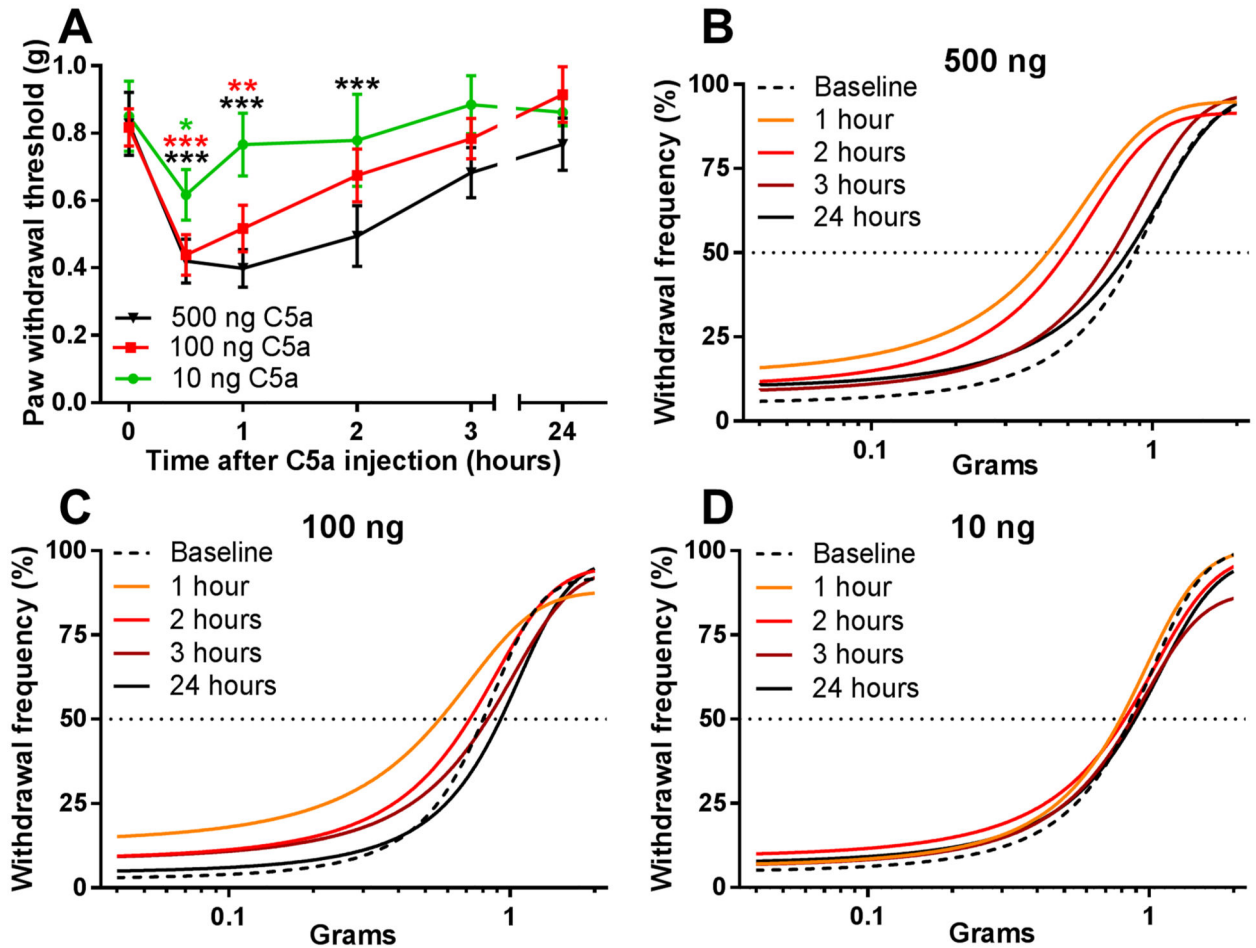 A
Paw withdrawal threshold (g)
1.0
0.8
0.6
0.4
0.2
0.0
*
***
***
**
***
***
500 ng C5a
100 ng C5a
10 ng C5a
0 1 2 3 24
Time after C5a injection (hours)
B
500 ng
Withdrawal frequency (%)
100
75
50
25
0
Baseline
1 hour
2 hours
3 hours
24 hours
0.1 1
Grams
C
100 ng
Withdrawal frequency (%)
100
75
50
25
0
Baseline
1 hour
2 hours
3 hours
24 hours
0.1 1
Grams
D
10 ng
Withdrawal frequency (%)
100
75
50
25
0
Baseline
1 hour
2 hours
3 hours
24 hours
0.1 1
Grams